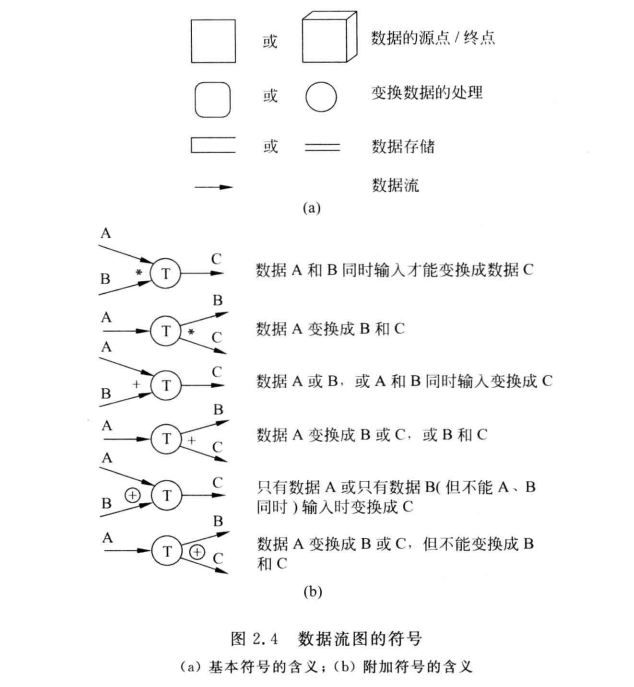 或 数据的源点/终点
或 变换数据的处理
或 数据存储
数据流
(a)
A
B * T C 数据 A 和 B 同时输入才能变换成数据 C
A T * B C 数据 A 变换成 B 和 C
A
B + T C 数据 A 或 B，或 A 和 B 同时输入变换成 C
A T + B C 数据 A 变换成 B 或 C，或 B 和 C
A
B ⊕ T C 只有数据 A 或只有数据 B(但不能 A、B
同时)输入时变换成 C
A T ⊕ B C 数据 A 变换成 B 或 C，但不能变换成 B
和 C
(b)
图 2.4 数据流图的符号
(a) 基本符号的含义；(b) 附加符号的含义